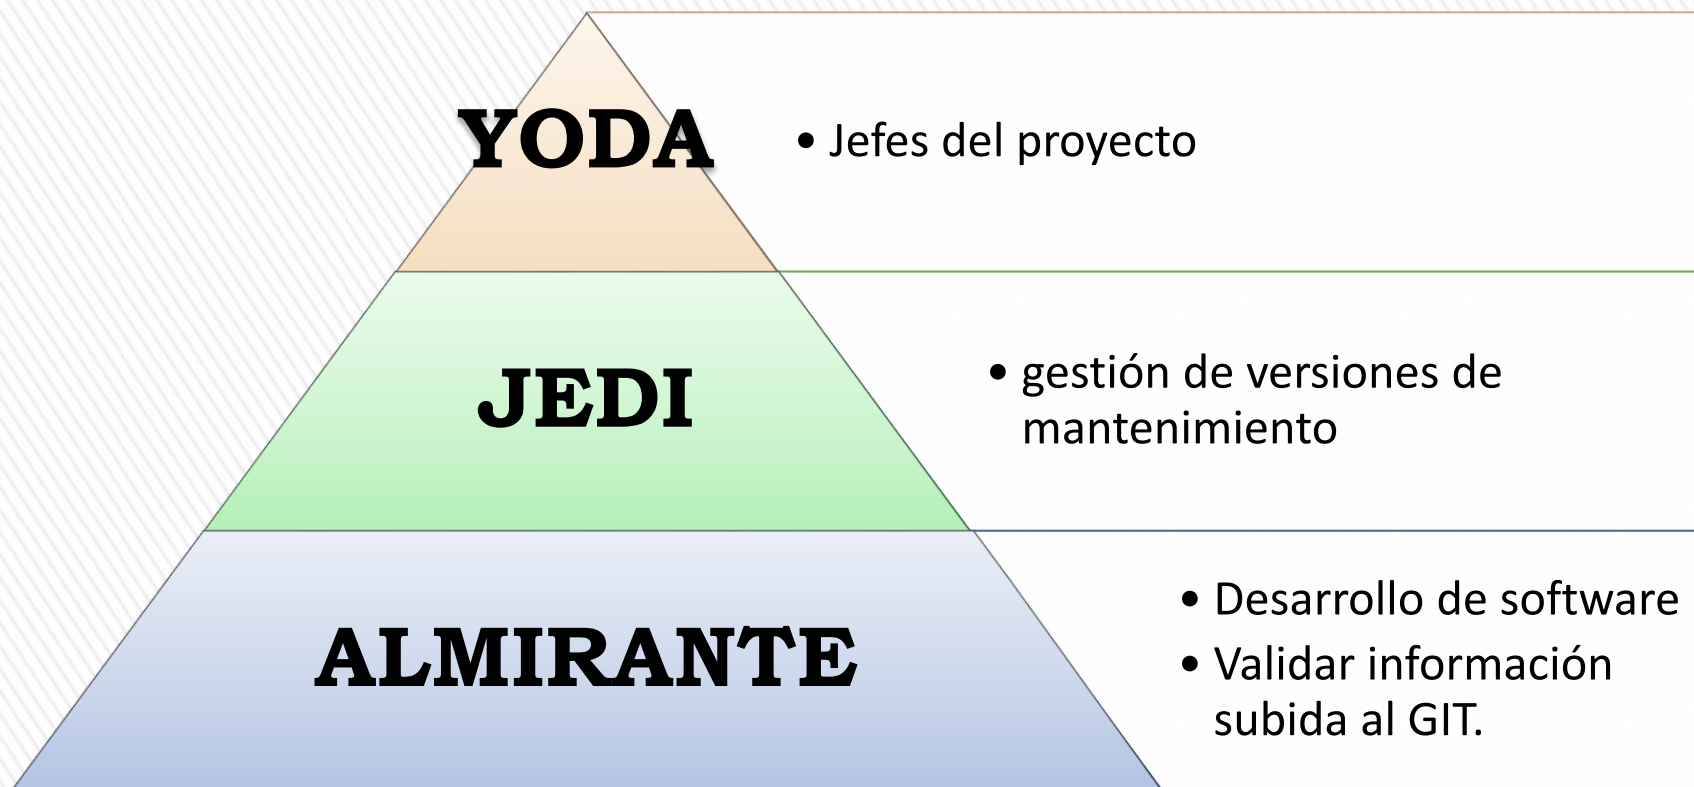 YODA
• Jefes del proyecto
JEDI
• gestión de versiones de
mantenimiento
ALMIRANTE
• Desarrollo de software
• Validar información
subida al GIT.